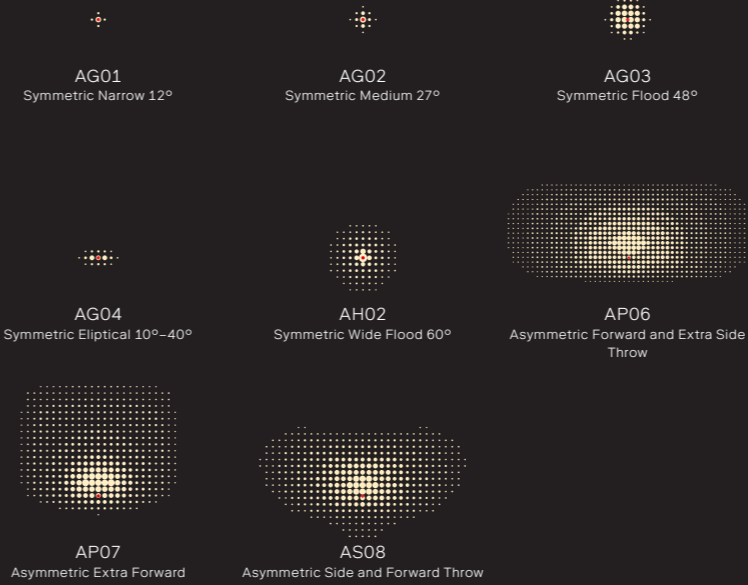 AG01
Symmetric Narrow 12°
AG02
Symmetric Medium 27°
AG03
Symmetric Flood 48°
AG04
Symmetric Eliptical 10°–40°
AH02
Symmetric Wide Flood 60°
AP06
Asymmetric Forward and Extra Side
Throw
AP07
Asymmetric Extra Forward
AS08
Asymmetric Side and Forward Throw